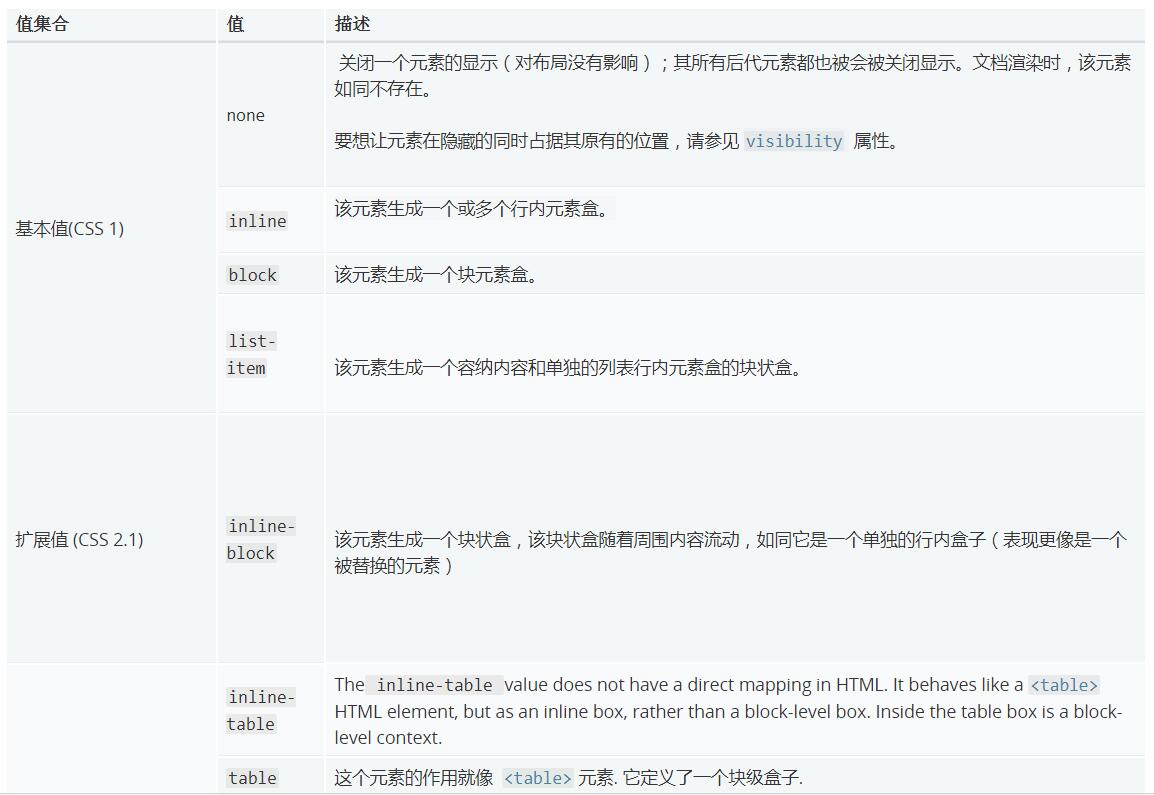 值集合 值 描述
关闭一个元素的显示（对布局没有影响）；其所有后代元素都也被会被关闭显示。文档渲染时，该元素
如同不存在。
none
要想让元素在隐藏的同时占据其原有的位置，请参见 visibility 属性。
基本值(CSS 1)
inline
该元素生成一个或多个行内元素盒。
block
该元素生成一个块元素盒。
list-
item
该元素生成一个容纳内容和单独的列表行内元素盒的块状盒。
扩展值 (CSS 2.1)
inline-
block
该元素生成一个块状盒，该块状盒随着周围内容流动，如同它是一个单独的行内盒子（表现更像是一个
被替换的元素）
inline-
table
The inline-table value does not have a direct mapping in HTML. It behaves like a <table>
HTML element, but as an inline box, rather than a block-level box. Inside the table box is a block-
level context.
table
这个元素的作用就像 <table> 元素. 它定义了一个块级盒子.